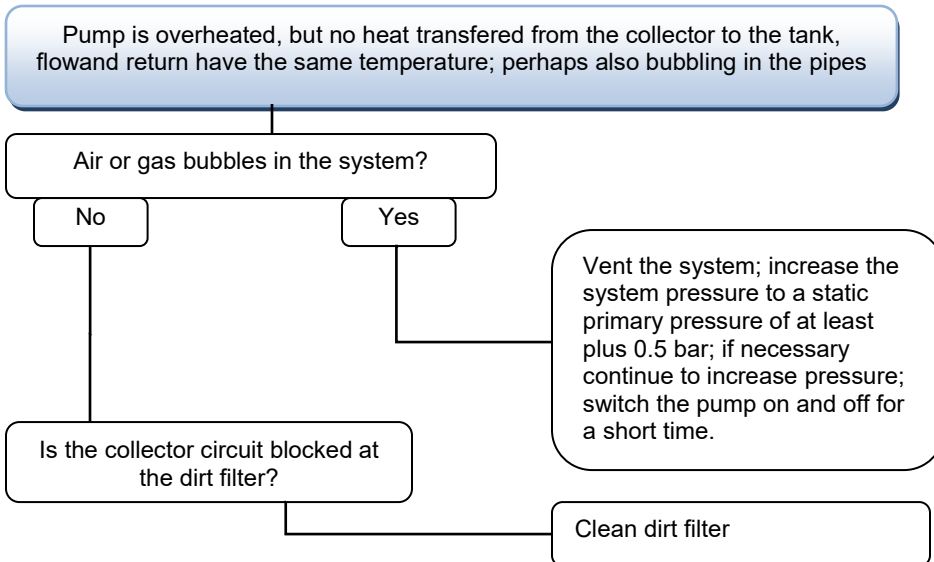 Pump is overheated, but no heat transfered from the collector to the tank,
flowand return have the same temperature; perhaps also bubbling in the pipes
Air or gas bubbles in the system?
No
Yes
Vent the system; increase the
system pressure to a static
primary pressure of at least
plus 0.5 bar; if necessary
continue to increase pressure;
switch the pump on and off for
a short time.
Is the collector circuit blocked at
the dirt filter?
Clean dirt filter